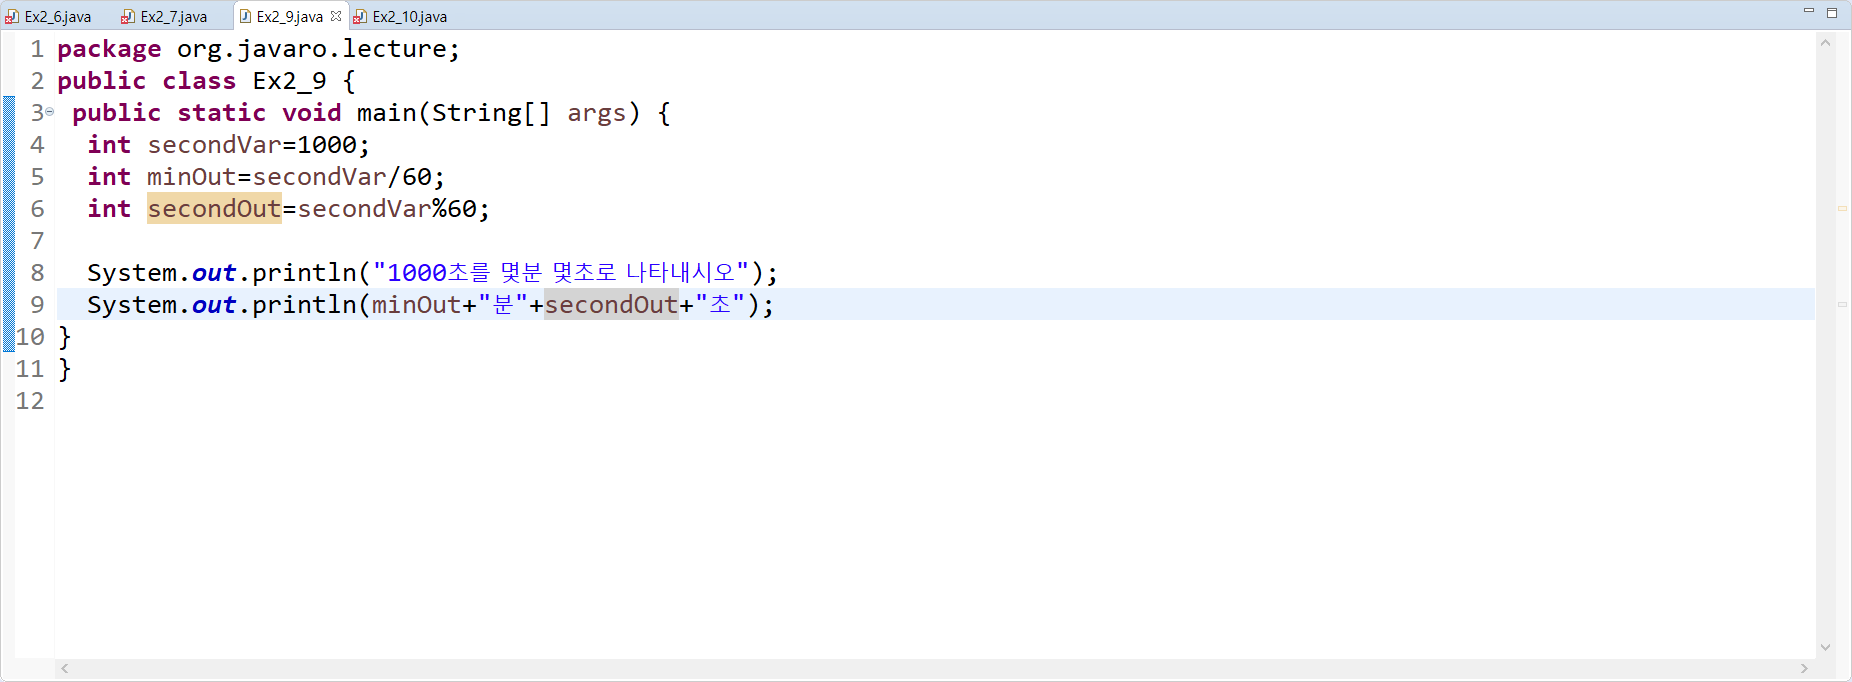 Ex2_6.java Ex2_7.java Ex2_9.java Ex2_10.java
1 package org.javaro.lecture;
2 public class Ex2_9 {
3 public static void main(String[] args) {
4 int secondVar=1000;
5 int minOut=secondVar/60;
6 int secondOut=secondVar%60;
7
8 System.out.println("1000초를 몇분 몇초로 나타내시오");
9 System.out.println(minOut+"분"+secondOut+"초");
10 }
11 }
12